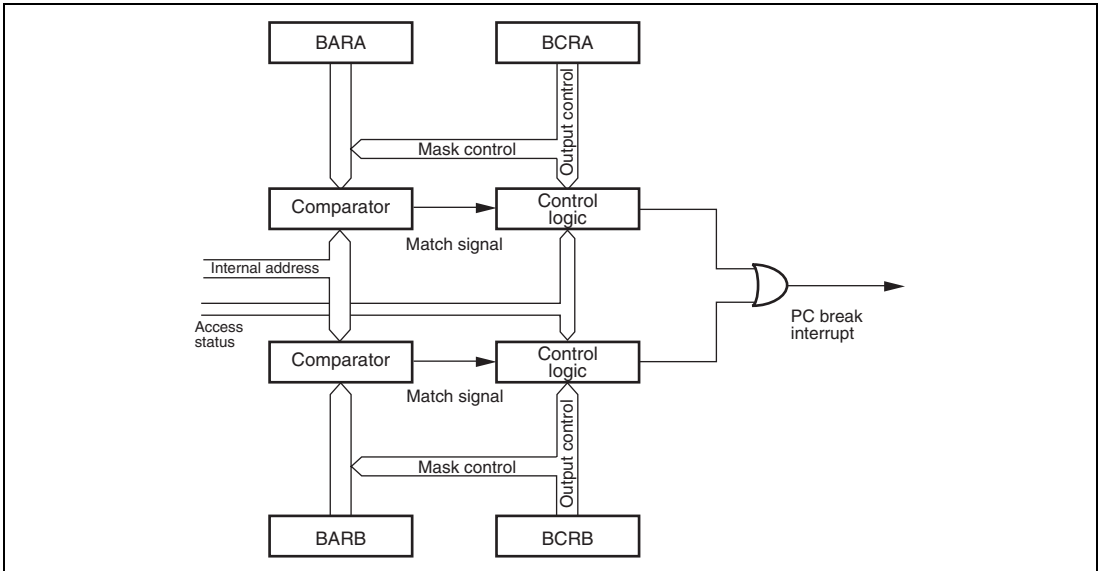 BARA
BCRA
Output control
Mask control
Comparator
Control
logic
Match signal
Internal address
Access
status
PC break
interrupt
Comparator
Control
logic
Match signal
Output control
Mask control
BARB
BCRB